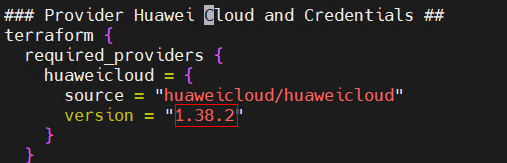 ### Provider Huawei Cloud and Credentials ##
terraform {
  required_providers {
    huaweicloud = {
      source = "huaweicloud/huaweicloud"
      version = "1.38.2"
    }
  }